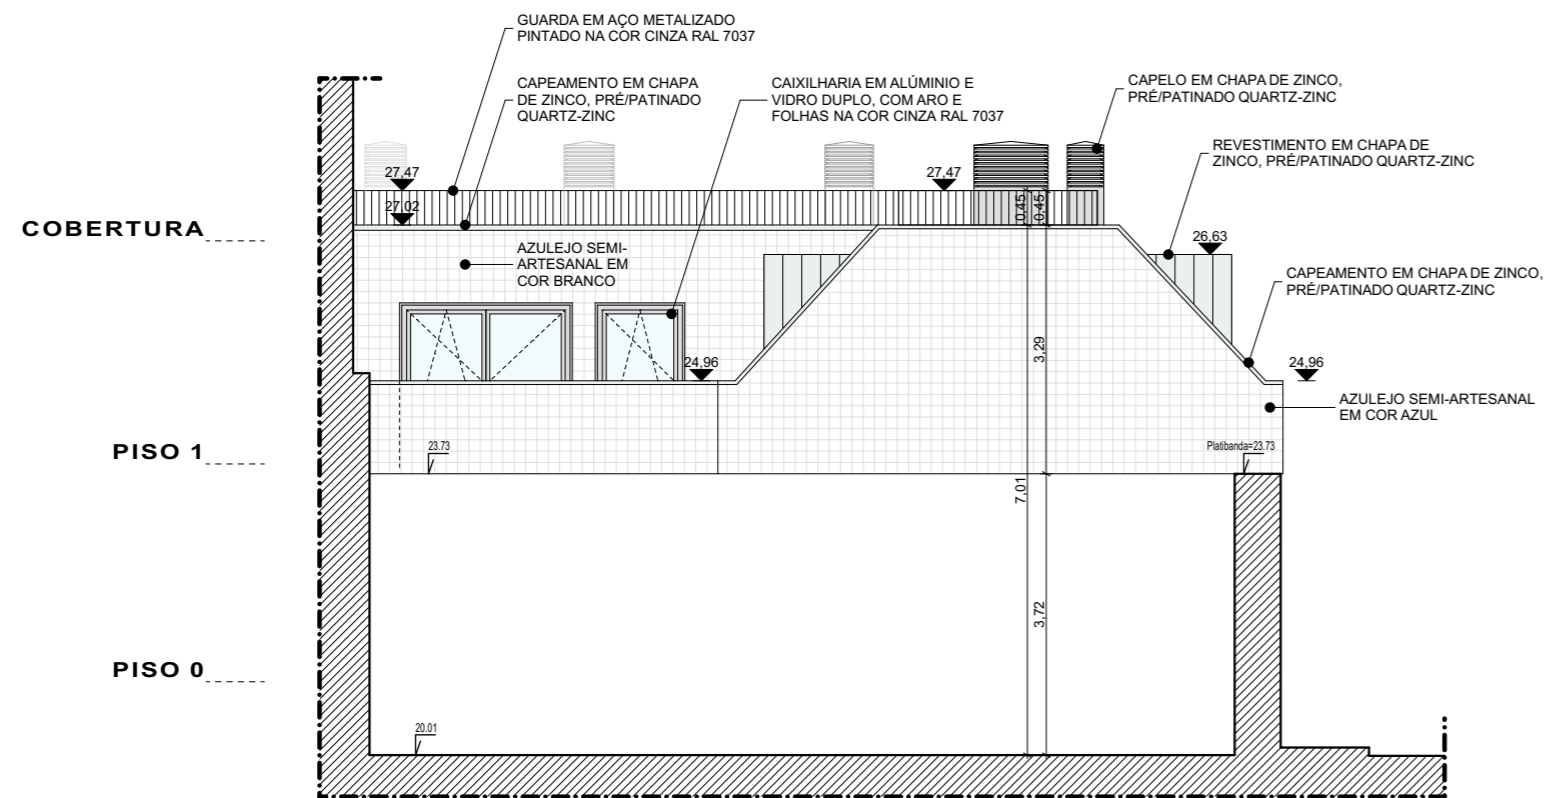 GUARDA EM AÇO METALIZADO
PINTADO NA COR CINZA RAL 7037
CAPEAMENTO EM CHAPA
DE ZINCO, PRÉ/PATINADO
QUARTZ-ZINC
CAIXILHARIA EM ALÚMINIO E
VIDRO DUPLO, COM ARO E
FOLHAS NA COR CINZA RAL 7037
CAPELO EM CHAPA DE ZINCO,
PRÉ/PATINADO QUARTZ-ZINC
REVESTIMENTO EM CHAPA DE
ZINCO, PRÉ/PATINADO QUARTZ-ZINC
27,47
27,47
27,02
0,45
0,45
COBERTURA
AZULEJO SEMI-
ARTESANAL EM
COR BRANCO
26,63
CAPEAMENTO EM CHAPA DE ZINCO,
PRÉ/PATINADO QUARTZ-ZINC
3,29
24,96
24,96
AZULEJO SEMI-ARTESANAL
EM COR AZUL
PISO 1
23.73
Platibanda=23.73
7,01
3,72
PISO 0
20.01